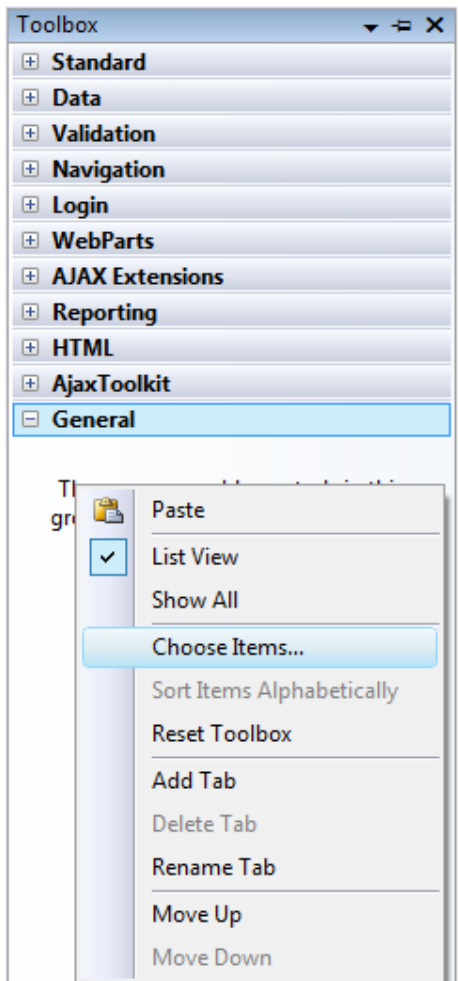 Toolbox
Standard
Data
Validation
Navigation
Login
WebParts
AJAX Extensions
Reporting
HTML
AjaxToolkit
General
Paste
List View
Show All
Choose Items...
Sort Items Alphabetically
Reset Toolbox
Add Tab
Delete Tab
Rename Tab
Move Up
Move Down